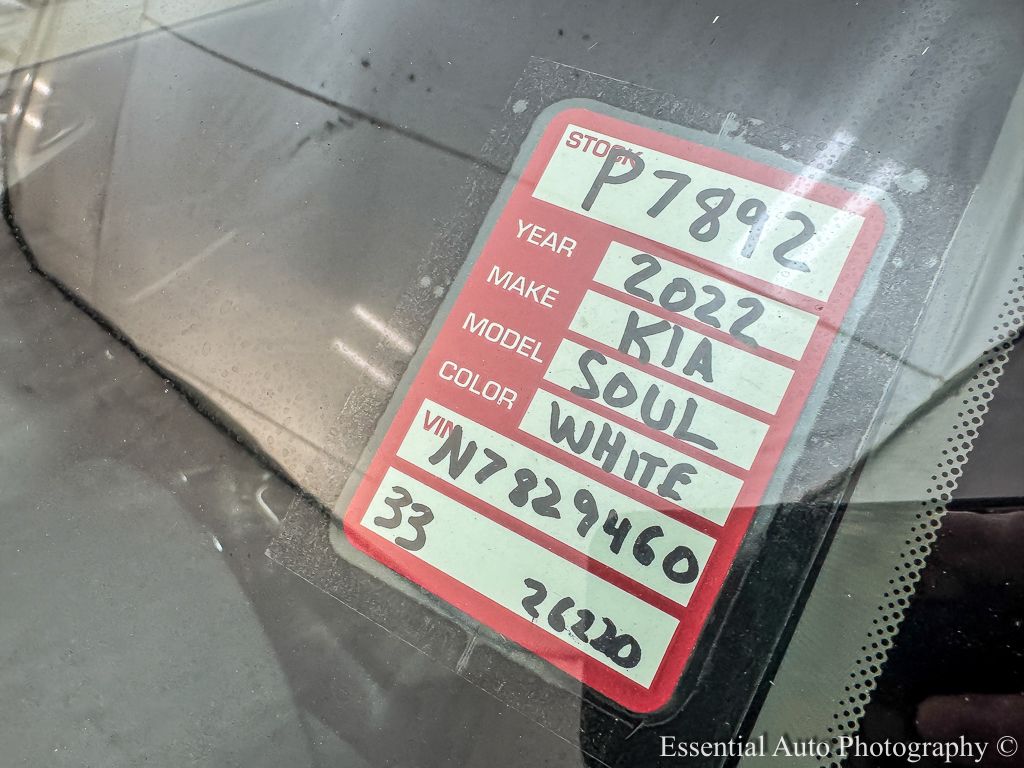 STOCK P7892
YEAR 2022
MAKE KIA
MODEL SOUL
COLOR WHITE
VIN N7829460
33
26220
Essential Auto Photography ©